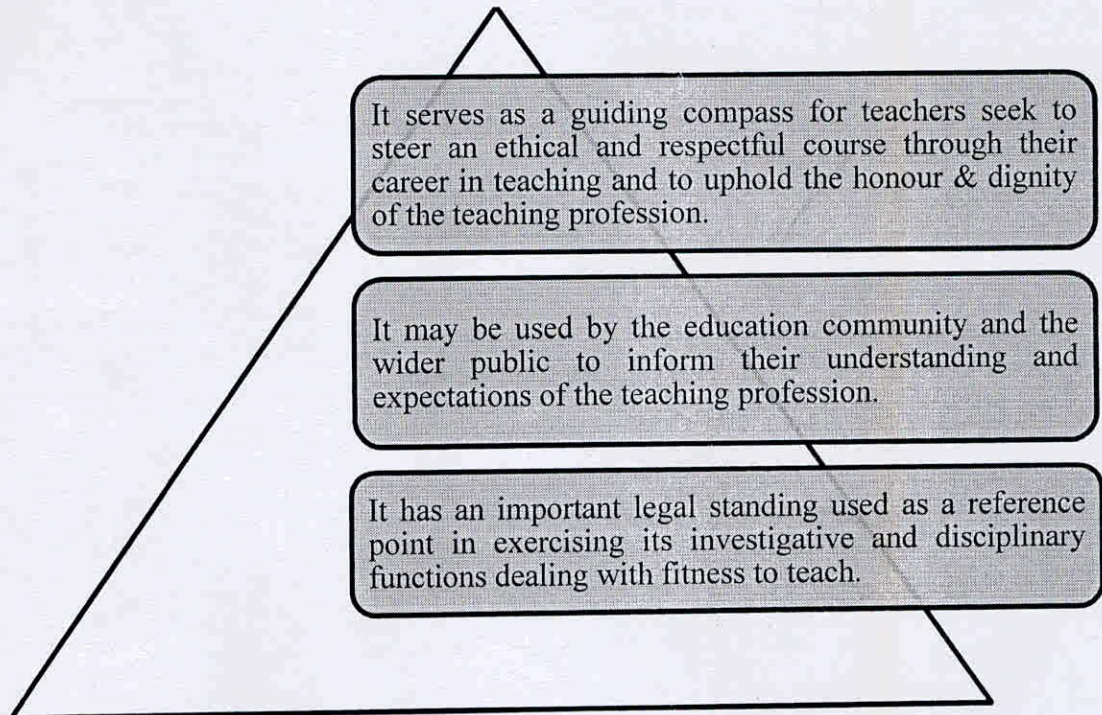 It serves as a guiding compass for teachers seek to
steer an ethical and respectful course through their
career in teaching and to uphold the honour & dignity
of the teaching profession.
It may be used by the education community and the
wider public to inform their understanding and
expectations of the teaching profession.
It has an important legal standing used as a reference
point in exercising its investigative and disciplinary
functions dealing with fitness to teach.